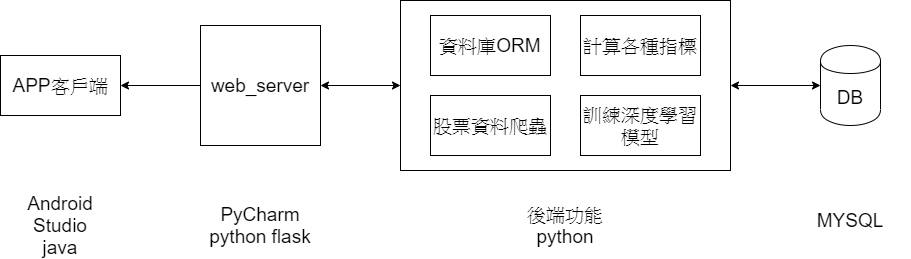 APP客戶端
web_server
資料庫ORM
計算各種指標
股票資料爬蟲
訓練深度學習
模型
DB
Android
Studio
java
PyCharm
python flask
後端功能
python
MYSQL